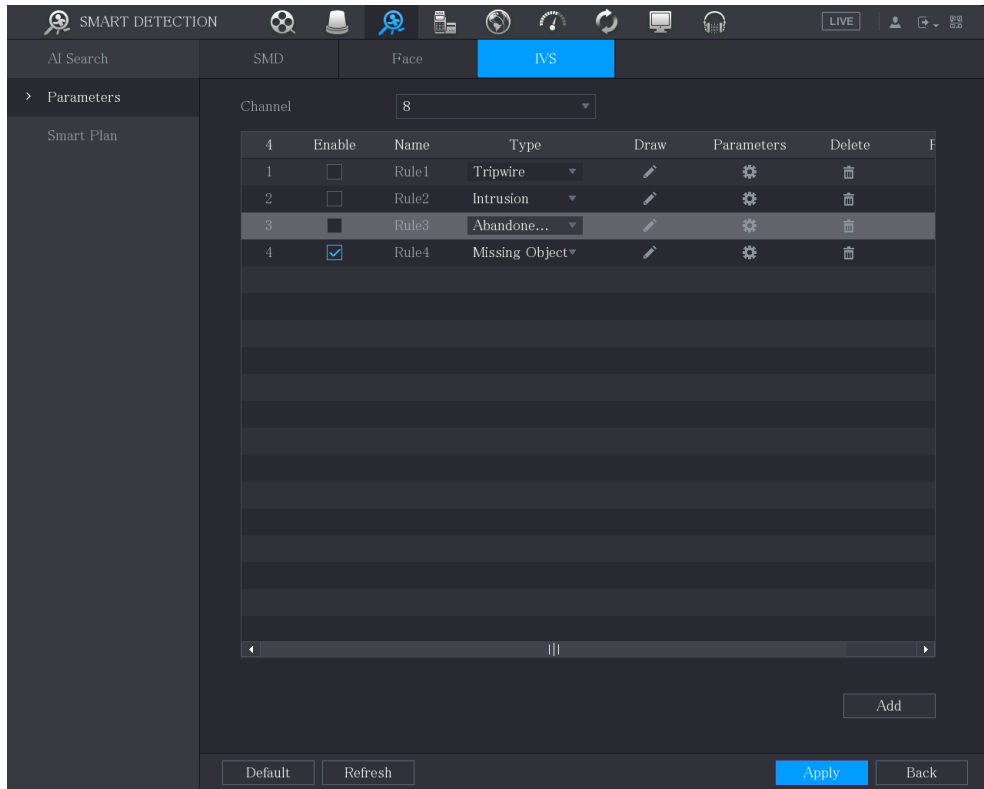 SMART DETECTION LIVE
AI Search SMD Face IVS
Parameters
Channel 8
Smart Plan
4 Enable Name Type Draw Parameters Delete
1 Rule1 Tripwire
2 Rule2 Intrusion
3 Rule3 Abandone...
4 Rule4 Missing Object
Add
Default Refresh Apply Back